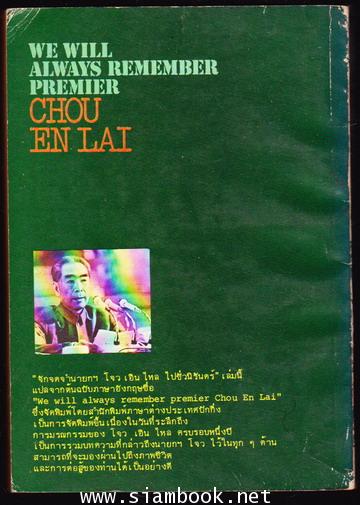 WE WILL
ALWAYS REMEMBER
PREMIER
CHOU
EN LAI
"จักจดจำนายกฯ โจว เอิน ไหล ไปชั่วนิรันดร์" เล่มนี้
แปลจากต้นฉบับภาษาอังกฤษชื่อ
"We will always remember premier Chou En Lai"
ซึ่งจัดพิมพ์โดยสำนักพิมพ์ภาษาต่างประเทศปักกิ่ง
เป็นการจัดพิมพ์ขึ้นเนื่องในวันที่ระลึกถึง
การมรณกรรมของ โจว เอิน ไหล ครบรอบหนึ่งปี
เป็นการรวมบทความที่กล่าวถึงนายกฯ โจว ไว้ในทุก ๆ ด้าน
สามารถที่จะมองผ่านไปถึงภาพชีวิต
และการต่อสู้ของท่านได้เป็นอย่างดี
www.siambook.net